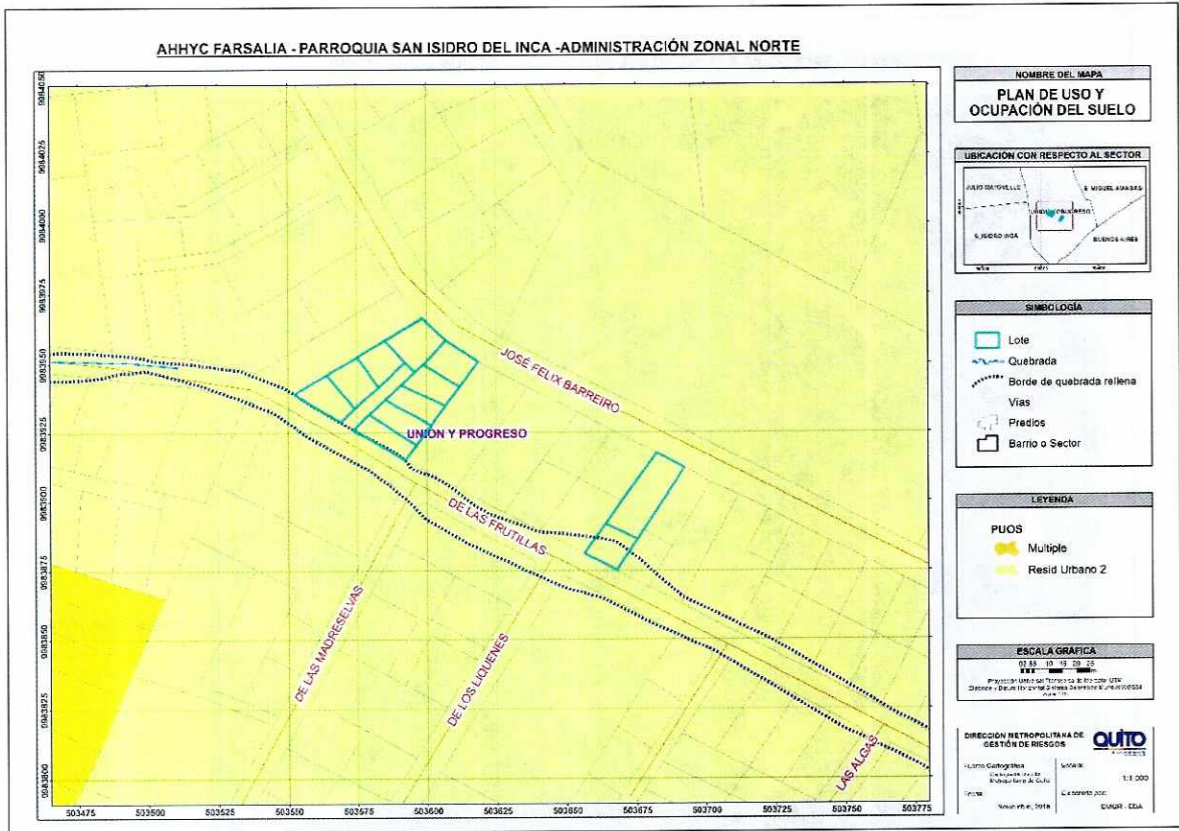 AHHYC FARSALIA - PARROQUIA SAN ISIDRO DEL INCA -ADMINISTRACIÓN ZONAL NORTE
9984050
9984025
9984000
9983975
9983950
9983925
9983900
9983875
9983850
9983825
9983800
JOSÉ FELIX BARREIRO
UNION Y PROGRESO
DE LAS FRUTILLAS
DE LAS MADRESELVAS
DE LOS LIQUENES
LAS ALGAS
503475 503500 503525 503550 503575 503600 503625 503650 503675 503700 503725 503750 503775
NOMBRE DEL MAPA
PLAN DE USO Y
OCUPACIÓN DEL SUELO
UBICACIÓN CON RESPECTO AL SECTOR
BUENOS AIRES
SIMBOLOGÍA
Lote
Quebrada
Borde de quebrada rellena
Vías
Predios
Barrio o Sector
LEYENDA
PUOS
Multiple
Resid Urbano 2
ESCALA GRÁFICA
DIRECCIÓN METROPOLITANA DE
GESTIÓN DE RIESGOS
QUITO
1:1 000